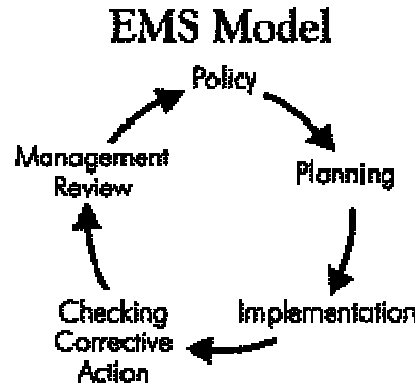 EMS Model
Policy
Planning
Implementation
Checking
Corrective
Action
Management
Review